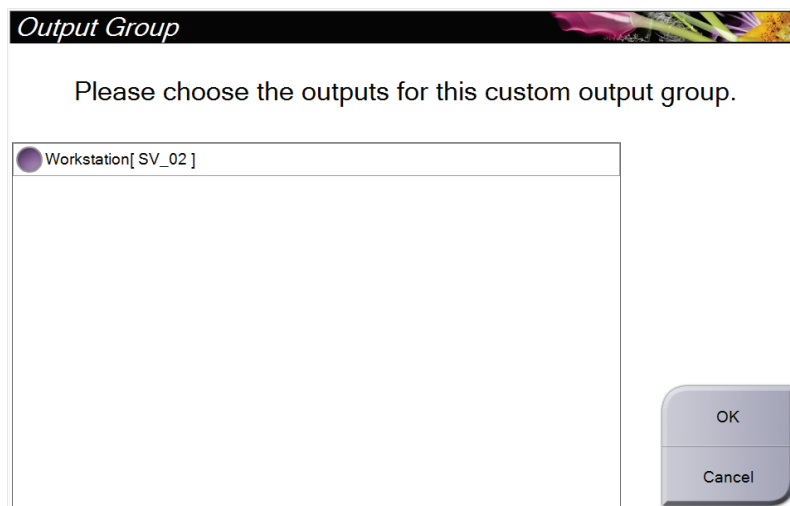 Output Group
Please choose the outputs for this custom output group.
Workstation[ SV_02 ]
OK
Cancel